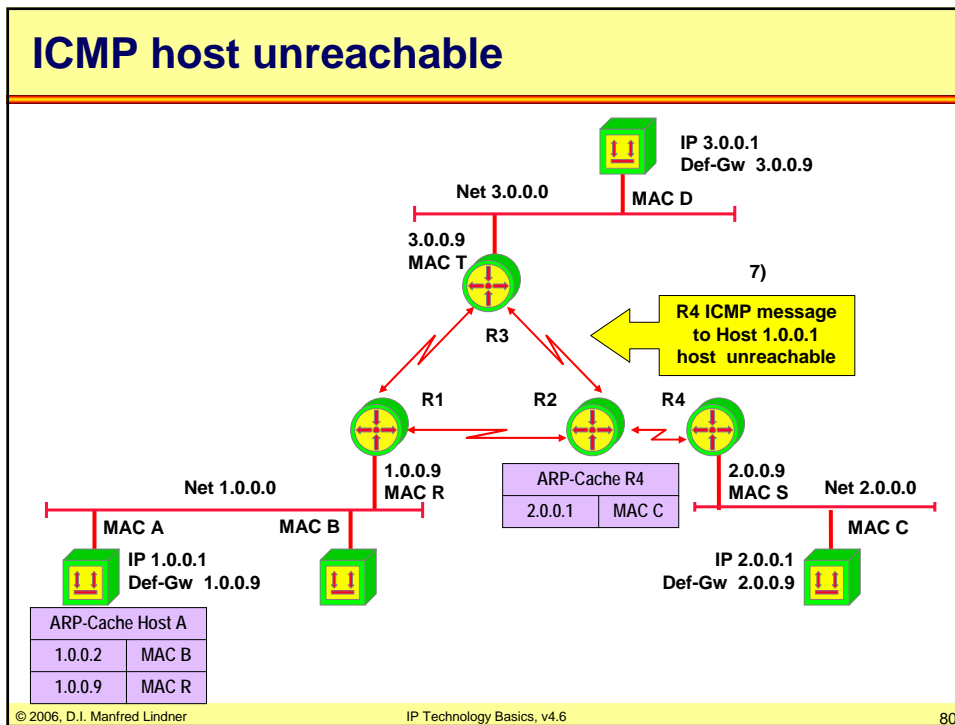 ICMP host unreachable
IP 3.0.0.1
Def-Gw 3.0.0.9
Net 3.0.0.0
MAC D
3.0.0.9
MAC T
7)
R4 ICMP message
to Host 1.0.0.1
host unreachable
R3
R1
R2
R4
1.0.0.9
MAC R
ARP-Cache R4
2.0.0.1 MAC C
2.0.0.9
MAC S
Net 1.0.0.0
Net 2.0.0.0
MAC A
MAC B
MAC C
IP 1.0.0.1
Def-Gw 1.0.0.9
IP 2.0.0.1
Def-Gw 2.0.0.9
ARP-Cache Host A
1.0.0.2 MAC B
1.0.0.9 MAC R
© 2006, D.I. Manfred Lindner
IP Technology Basics, v4.6
80